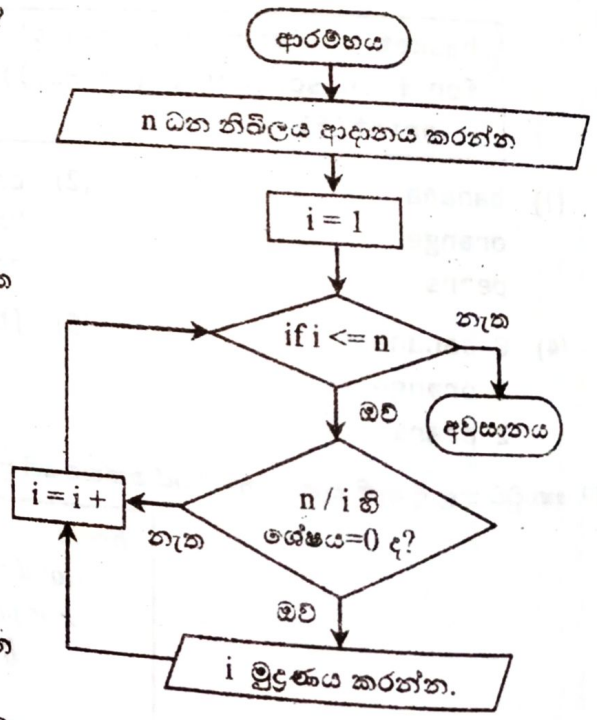 ආරම්භය
n ධන නිඛිලය ආදානය කරන්න
i = 1
if i <= n
නැත
ඔව්
අවසානය
n / i හි
ශේෂය=0 ද?
i = i +
නැත
ඔව්
i මුද්‍රණය කරන්න.